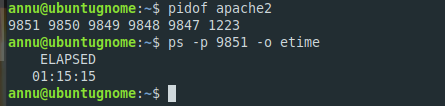 annu@ubuntugnome:~$ pidof apache2
9851 9850 9849 9848 9847 1223
annu@ubuntugnome:~$ ps -p 9851 -o etime
    ELAPSED
   01:15:15
annu@ubuntugnome:~$